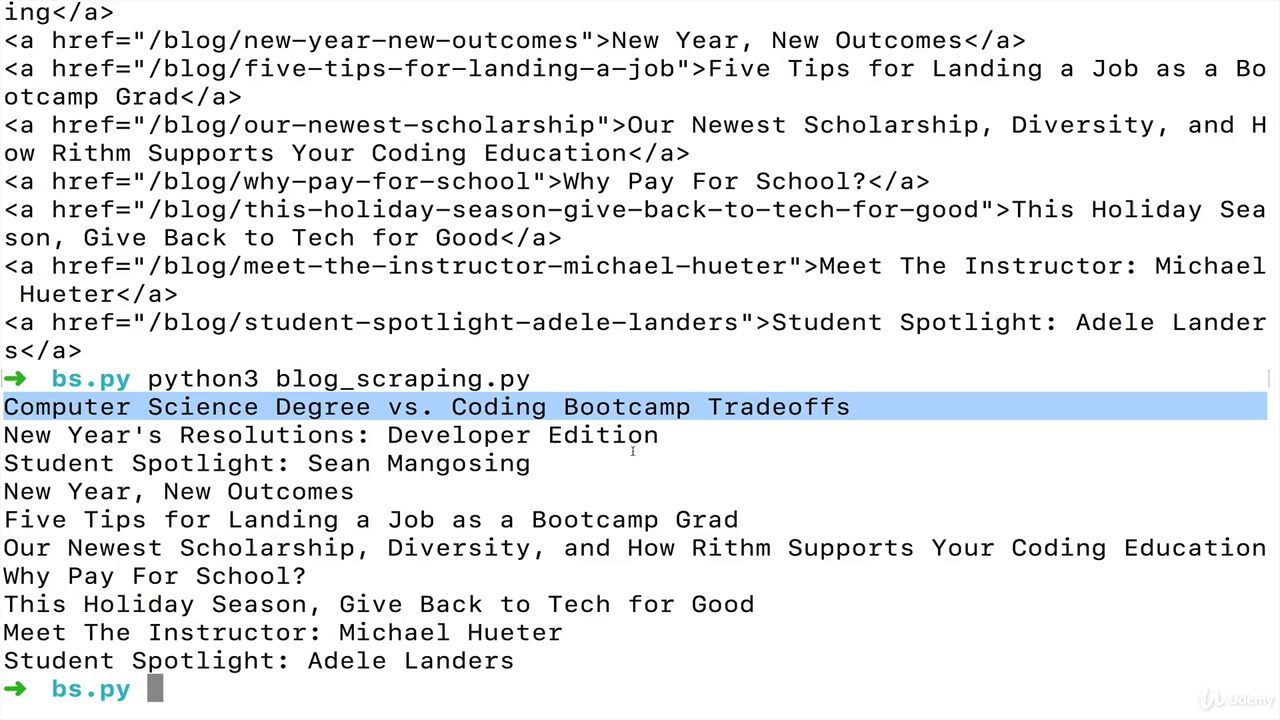 ing</a>
<a href="/blog/new-year-new-outcomes">New Year, New Outcomes</a>
<a href="/blog/five-tips-for-landing-a-job">Five Tips for Landing a Job as a Bo
otcamp Grad</a>
<a href="/blog/our-newest-scholarship">Our Newest Scholarship, Diversity, and H
ow Rithm Supports Your Coding Education</a>
<a href="/blog/why-pay-for-school">Why Pay For School?</a>
<a href="/blog/this-holiday-season-give-back-to-tech-for-good">This Holiday Sea
son, Give Back to Tech for Good</a>
<a href="/blog/meet-the-instructor-michael-hueter">Meet The Instructor: Michael
 Hueter</a>
<a href="/blog/student-spotlight-adele-landers">Student Spotlight: Adele Lander
s</a>
➜  bs.py python3 blog_scraping.py
Computer Science Degree vs. Coding Bootcamp Tradeoffs
New Year's Resolutions: Developer Edition
Student Spotlight: Sean Mangosing
New Year, New Outcomes
Five Tips for Landing a Job as a Bootcamp Grad
Our Newest Scholarship, Diversity, and How Rithm Supports Your Coding Education
Why Pay For School?
This Holiday Season, Give Back to Tech for Good
Meet The Instructor: Michael Hueter
Student Spotlight: Adele Landers
➜  bs.py
Udemy